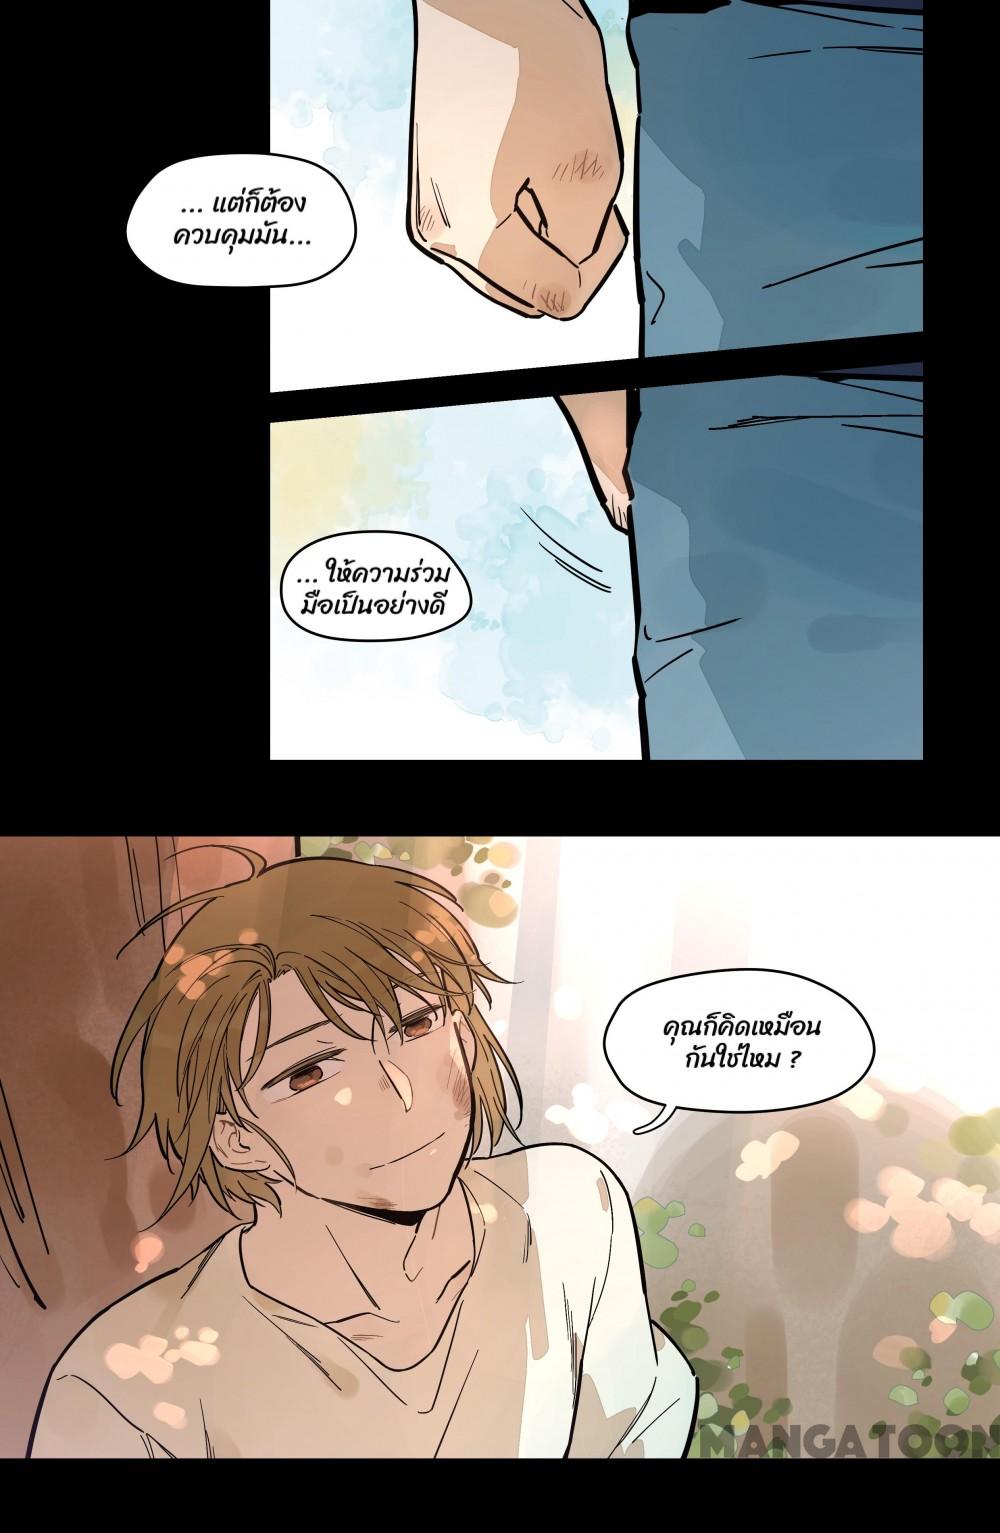 ... แต่ก็ต้อง
ควบคุมมัน...
... ให้ความร่วม
มือเป็นอย่างดี
คุณก็คิดเหมือน
กันใช่ไหม ?
MANGATOON